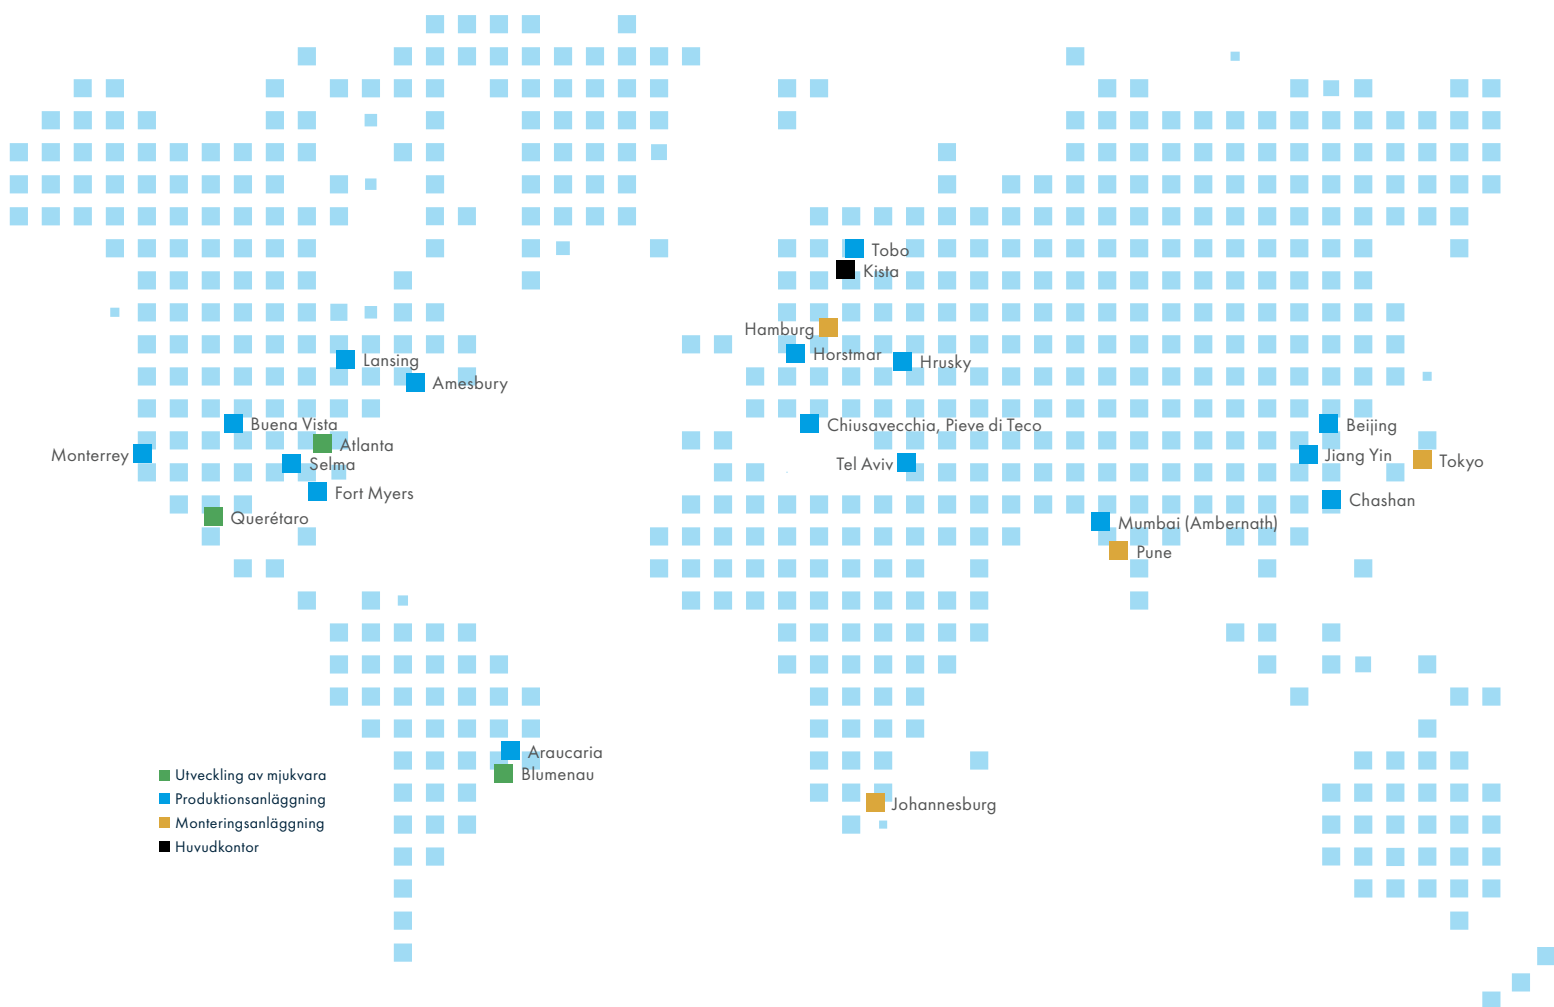 Tobo
Kista
Hamburg
Horstmar
Hrusky
Lansing
Amesbury
Buena Vista
Atlanta
Monterrey
Selma
Fort Myers
Querétaro
Chiusavecchia, Pieve di Teco
Tel Aviv
Beijing
Jiang Yin
Tokyo
Chashan
Mumbai (Ambernath)
Pune
Araucaria
Blumenau
Johannesburg
Utveckling av mjukvara
Produktionsanläggning
Monteringsanläggning
Huvudkontor